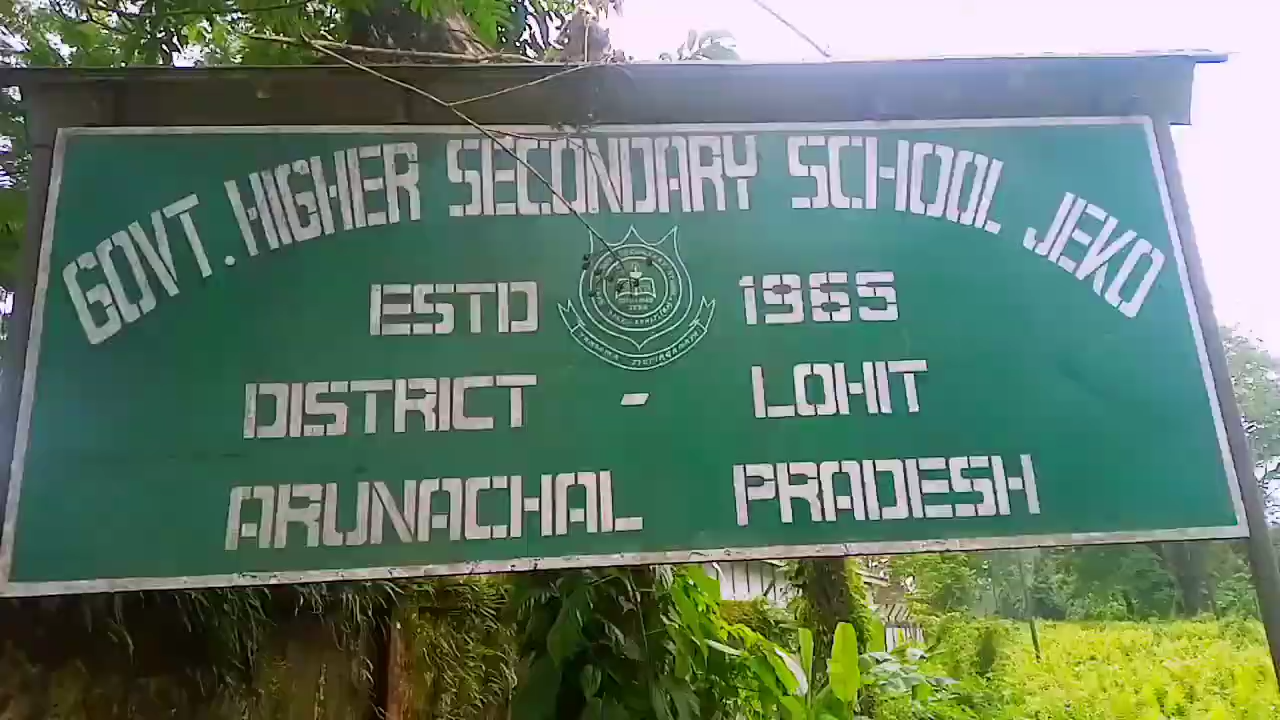 GOVT. HIGHER SECONDARY SCHOOL JEKO
ESTD 1965
DISTRICT - LOHIT
ARUNACHAL PRADESH